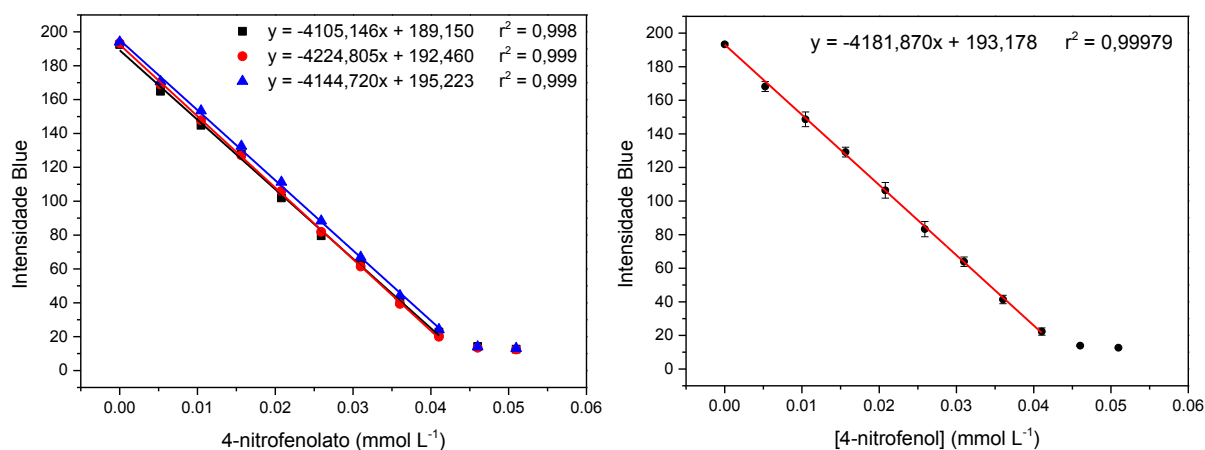 y = -4105,146x + 189,150 r² = 0,998
y = -4224,805x + 192,460 r² = 0,999
y = -4144,720x + 195,223 r² = 0,999
Intensidade Blue
200
180
160
140
120
100
80
60
40
20
0
0.00 0.01 0.02 0.03 0.04 0.05 0.06
4-nitrofenolato (mmol L⁻¹)
y = -4181,870x + 193,178 r² = 0,99979
Intensidade Blue
200
180
160
140
120
100
80
60
40
20
0
0.00 0.01 0.02 0.03 0.04 0.05 0.06
[4-nitrofenol] (mmol L⁻¹)